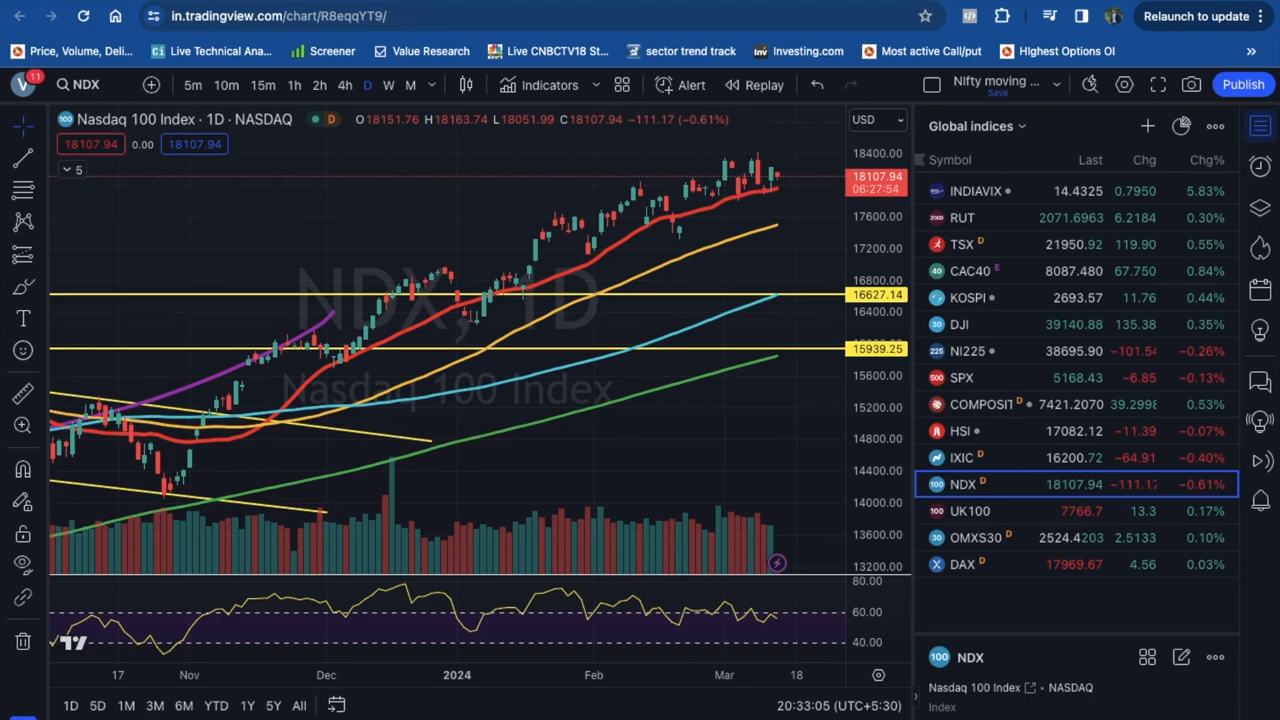 in.tradingview.com/chart/R8eqqYT9/
Relaunch to update
Price, Volume, Deli...
Live Technical Ana...
Screener
Value Research
Live CNBCTV18 St...
sector trend track
Investing.com
Most active Call/put
HIghest Options OI
»
V 11
NDX
5m 10m 15m 1h 2h 4h D W M
Indicators
Alert
Replay
Nifty moving ...
Save
Publish
Nasdaq 100 Index · 1D · NASDAQ D O18151.76 H18163.74 L18051.99 C18107.94 −111.17 (−0.61%)
18107.94 0.00 18107.94
5
USD
NDX, 1D
Nasdaq 100 Index
18400.00
18107.94
06:27:54
17600.00
17200.00
16800.00
16627.14
16400.00
15939.25
15600.00
15200.00
14800.00
14400.00
14000.00
13600.00
13200.00
80.00
60.00
40.00
17 Nov Dec 2024 Feb Mar 18
1D 5D 1M 3M 6M YTD 1Y 5Y All
20:33:05 (UTC+5:30)
Global indices
Symbol Last Chg Chg%
INDIAVIX 14.4325 0.7950 5.83%
RUT 2071.6963 6.2184 0.30%
TSX D 21950.92 119.90 0.55%
CAC40 E 8087.480 67.750 0.84%
KOSPI 2693.57 11.76 0.44%
DJI 39140.88 135.38 0.35%
NI225 38695.90 −101.54 −0.26%
SPX 5168.43 −6.85 −0.13%
COMPOSIT D 7421.2070 39.2998 0.53%
HSI 17082.12 −11.39 −0.07%
IXIC D 16200.72 −64.91 −0.40%
NDX D 18107.94 −111.17 −0.61%
UK100 7766.7 13.3 0.17%
OMXS30 D 2524.4203 2.5133 0.10%
DAX D 17969.67 4.56 0.03%
100 NDX
Nasdaq 100 Index • NASDAQ
Index